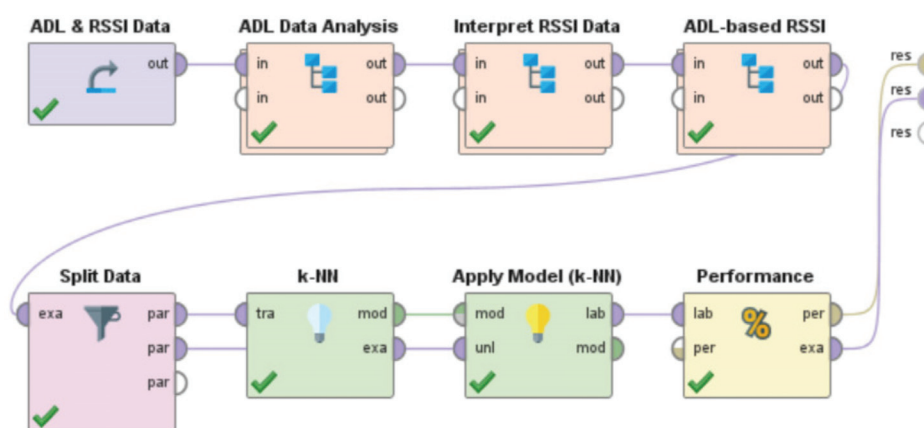 ADL & RSSI Data
ADL Data Analysis
Interpret RSSI Data
ADL-based RSSI
out
in
out
in
out
in
out
in
out
in
out
in
out
res
res
res
Split Data
k-NN
Apply Model (k-NN)
Performance
exa
par
par
par
tra
mod
exa
mod
lab
unl
mod
lab
per
per
exa
%